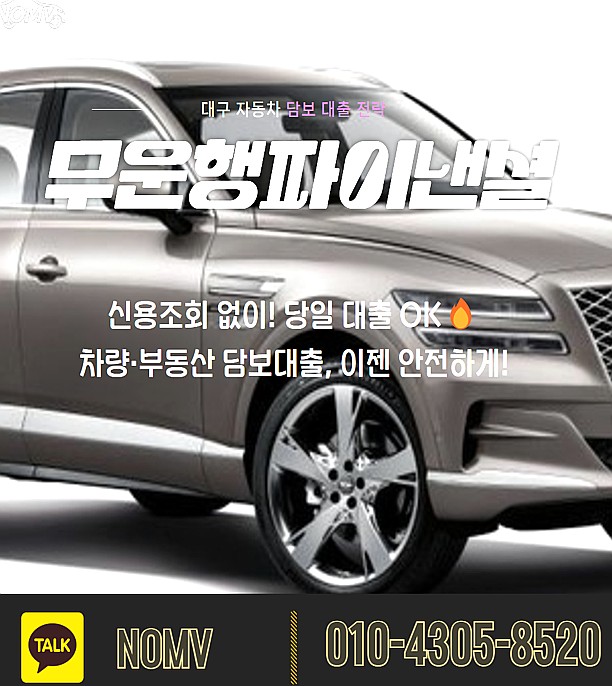 대구 자동차 담보 대출 전략
무운행파이낸셜
신용조회 없이! 당일 대출 OK🔥
차량·부동산 담보대출, 이젠 안전하게!
TALK NOMV 010-4305-8520